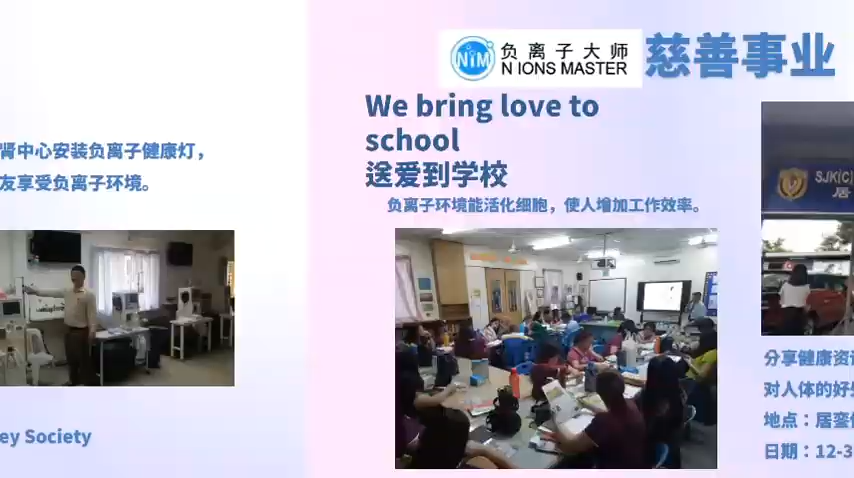 肾中心安装负离子健康灯，
友享受负离子环境。
ey Society
NiM
负离子大师
N IONS MASTER
慈善事业
We bring love to
school
送爱到学校
负离子环境能活化细胞，使人增加工作效率。
SJK(C)
居
分享健康资
对人体的好
地点：居銮
日期：12-3